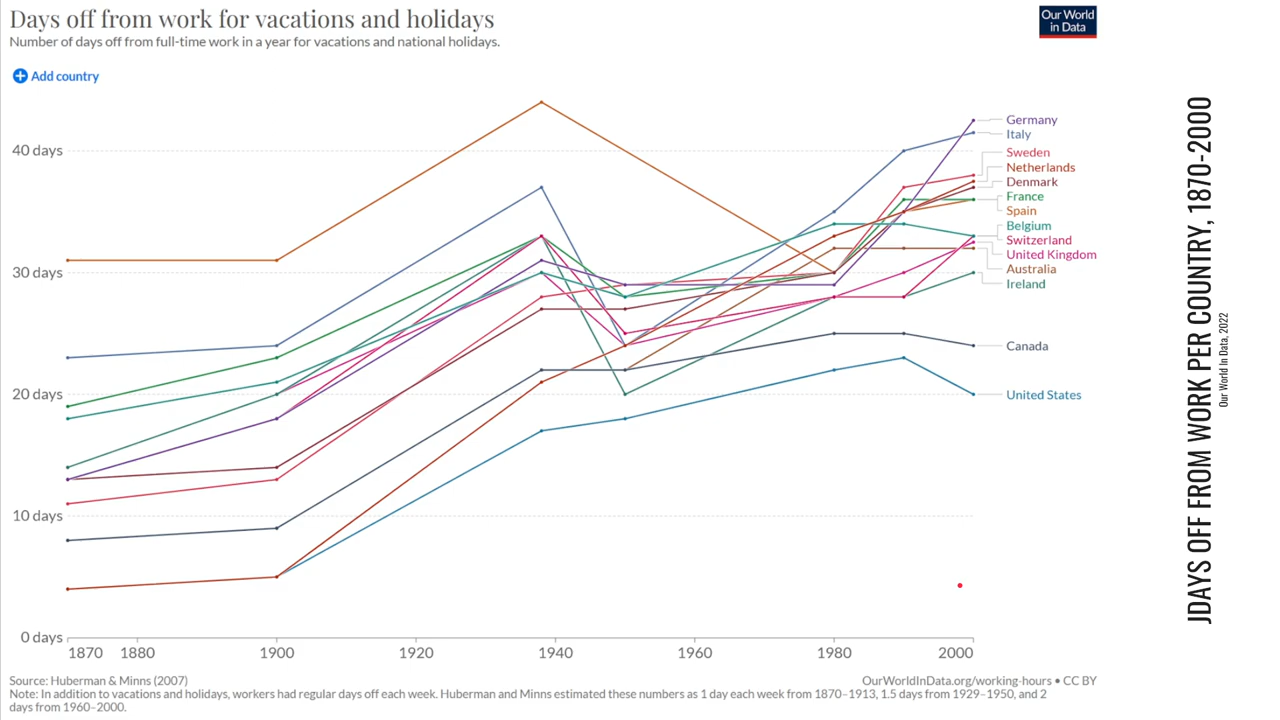 Days off from work for vacations and holidays
Number of days off from full-time work in a year for vacations and national holidays.
Our World
in Data
Add country
40 days
30 days
20 days
10 days
0 days
1870
1880
1900
1920
1940
1960
1980
2000
Germany
Italy
Sweden
Netherlands
Denmark
France
Spain
Belgium
Switzerland
United Kingdom
Australia
Ireland
Canada
United States
Source: Huberman & Minns (2007)
OurWorldInData.org/working-hours • CC BY
Note: In addition to vacations and holidays, workers had regular days off each week. Huberman and Minns estimated these numbers as 1 day each week from 1870–1913, 1.5 days from 1929–1950, and 2
days from 1960–2000.
JDAYS OFF FROM WORK PER COUNTRY, 1870-2000
Our World In Data, 2022